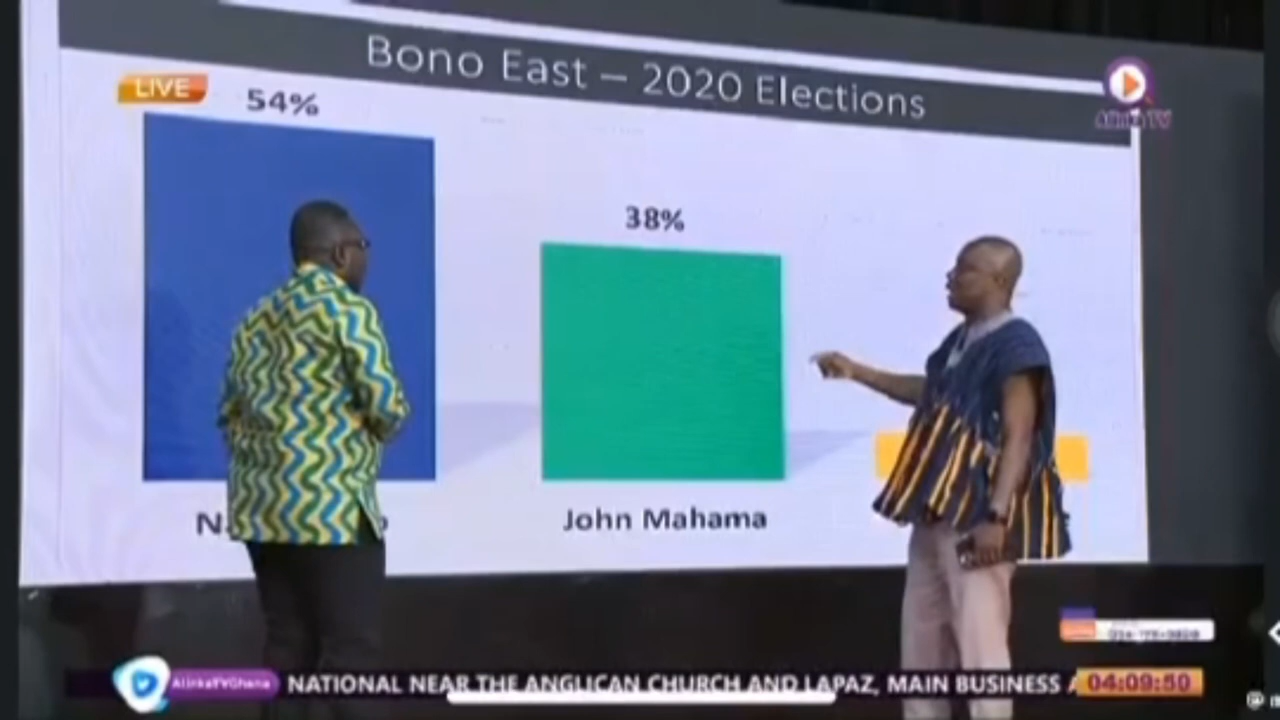 Bono East – 2020 Elections
LIVE
54%
38%
John Mahama
NATIONAL NEAR THE ANGLICAN CHURCH AND LAPAZ, MAIN BUSINESS
04:09:50